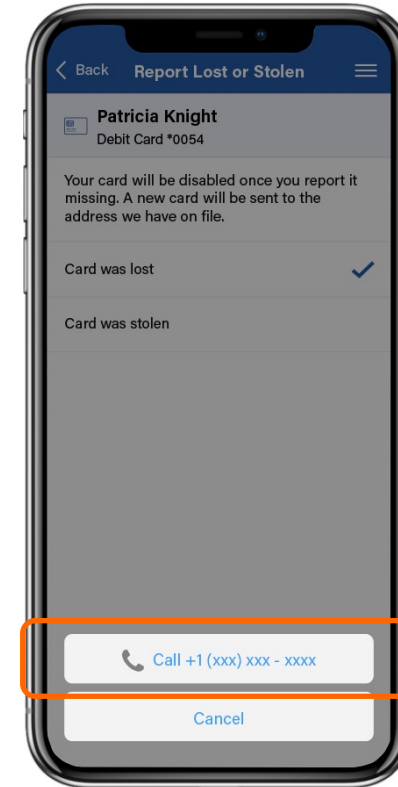 Back Report Lost or Stolen
Patricia Knight
Debit Card *0054
Your card will be disabled once you report it
missing. A new card will be sent to the
address we have on file.
Card was lost
Card was stolen
Call +1 (xxx) xxx - xxxx
Cancel